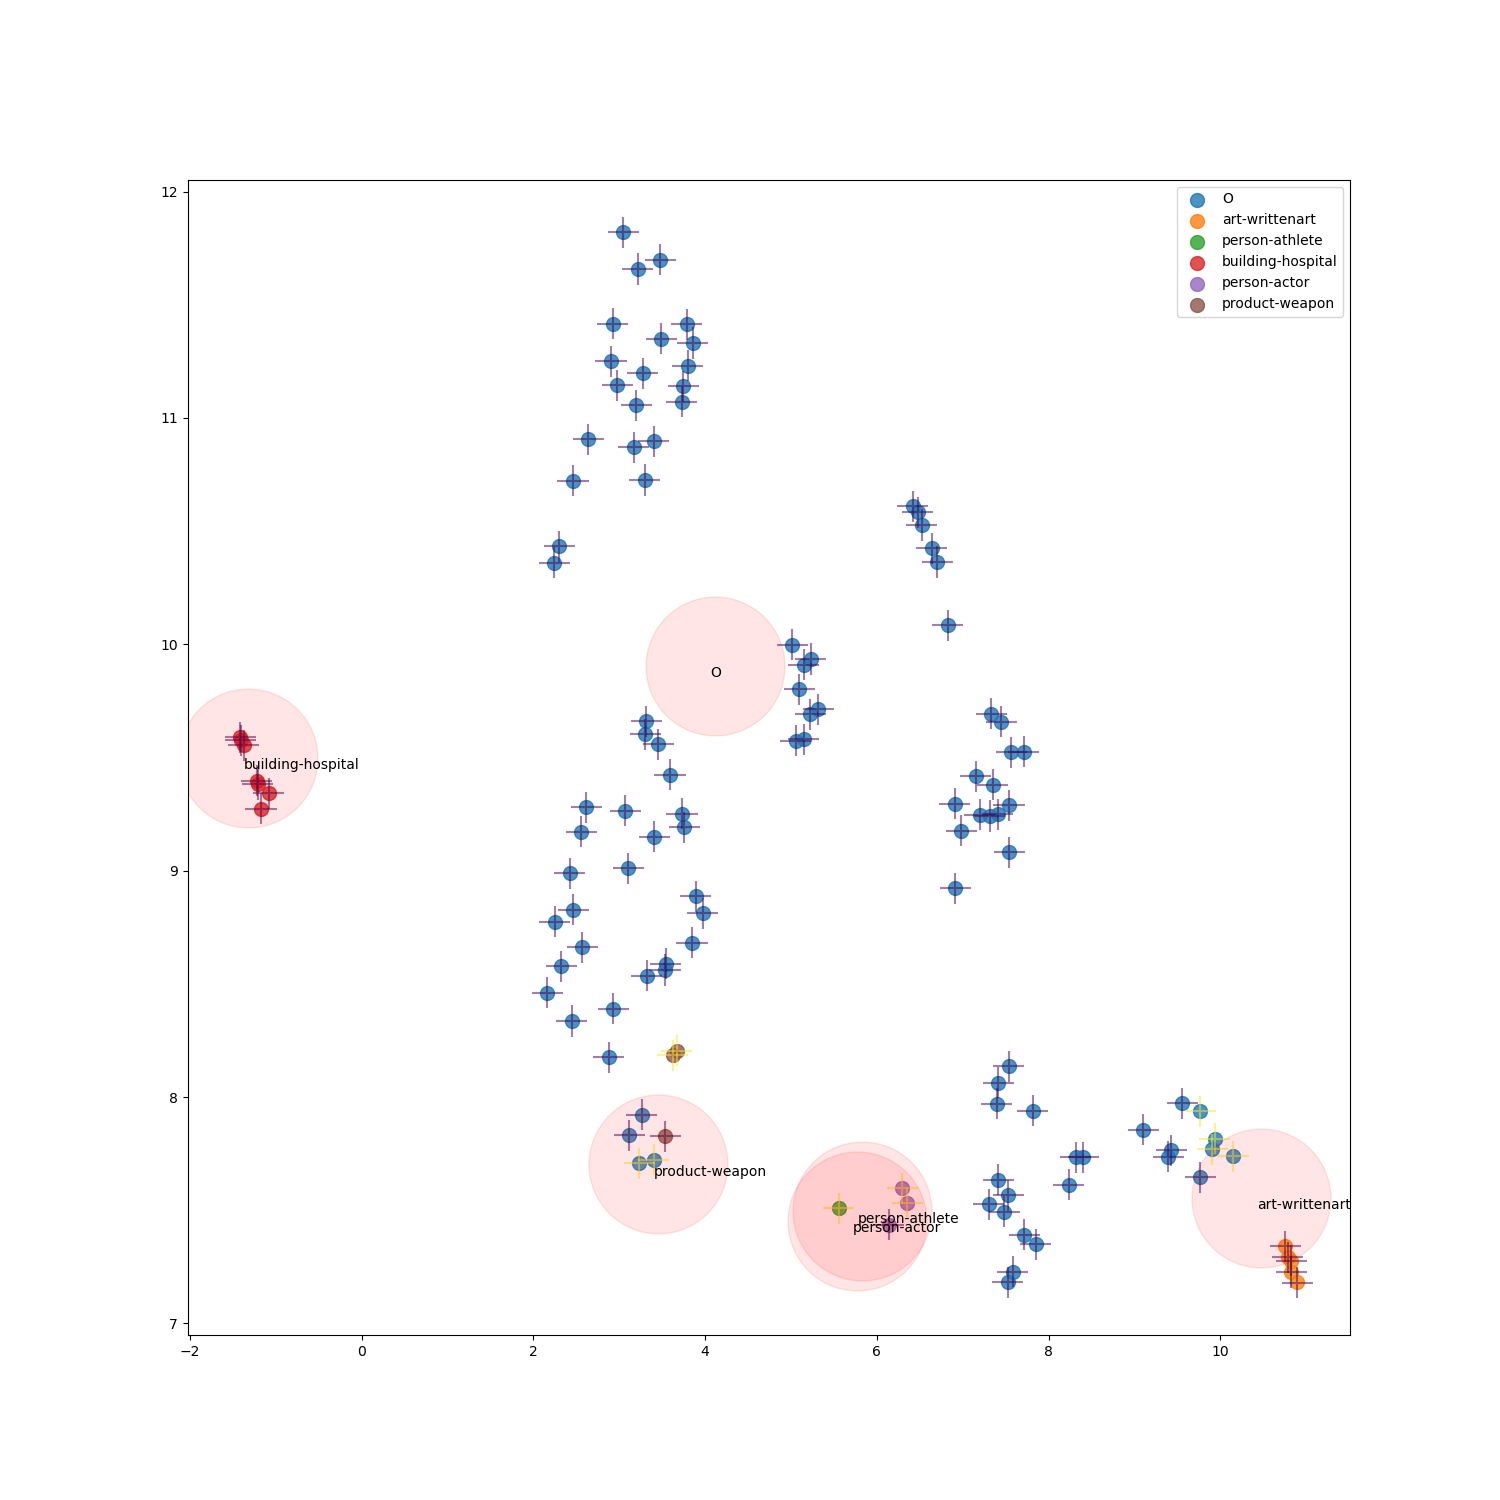 12
O
art-writtenart
person-athlete
building-hospital
person-actor
product-weapon
11
10
O
building-hospital
9
8
product-weapon
person-athlete
person-actor
art-writtenart
7
−2 0 2 4 6 8 10